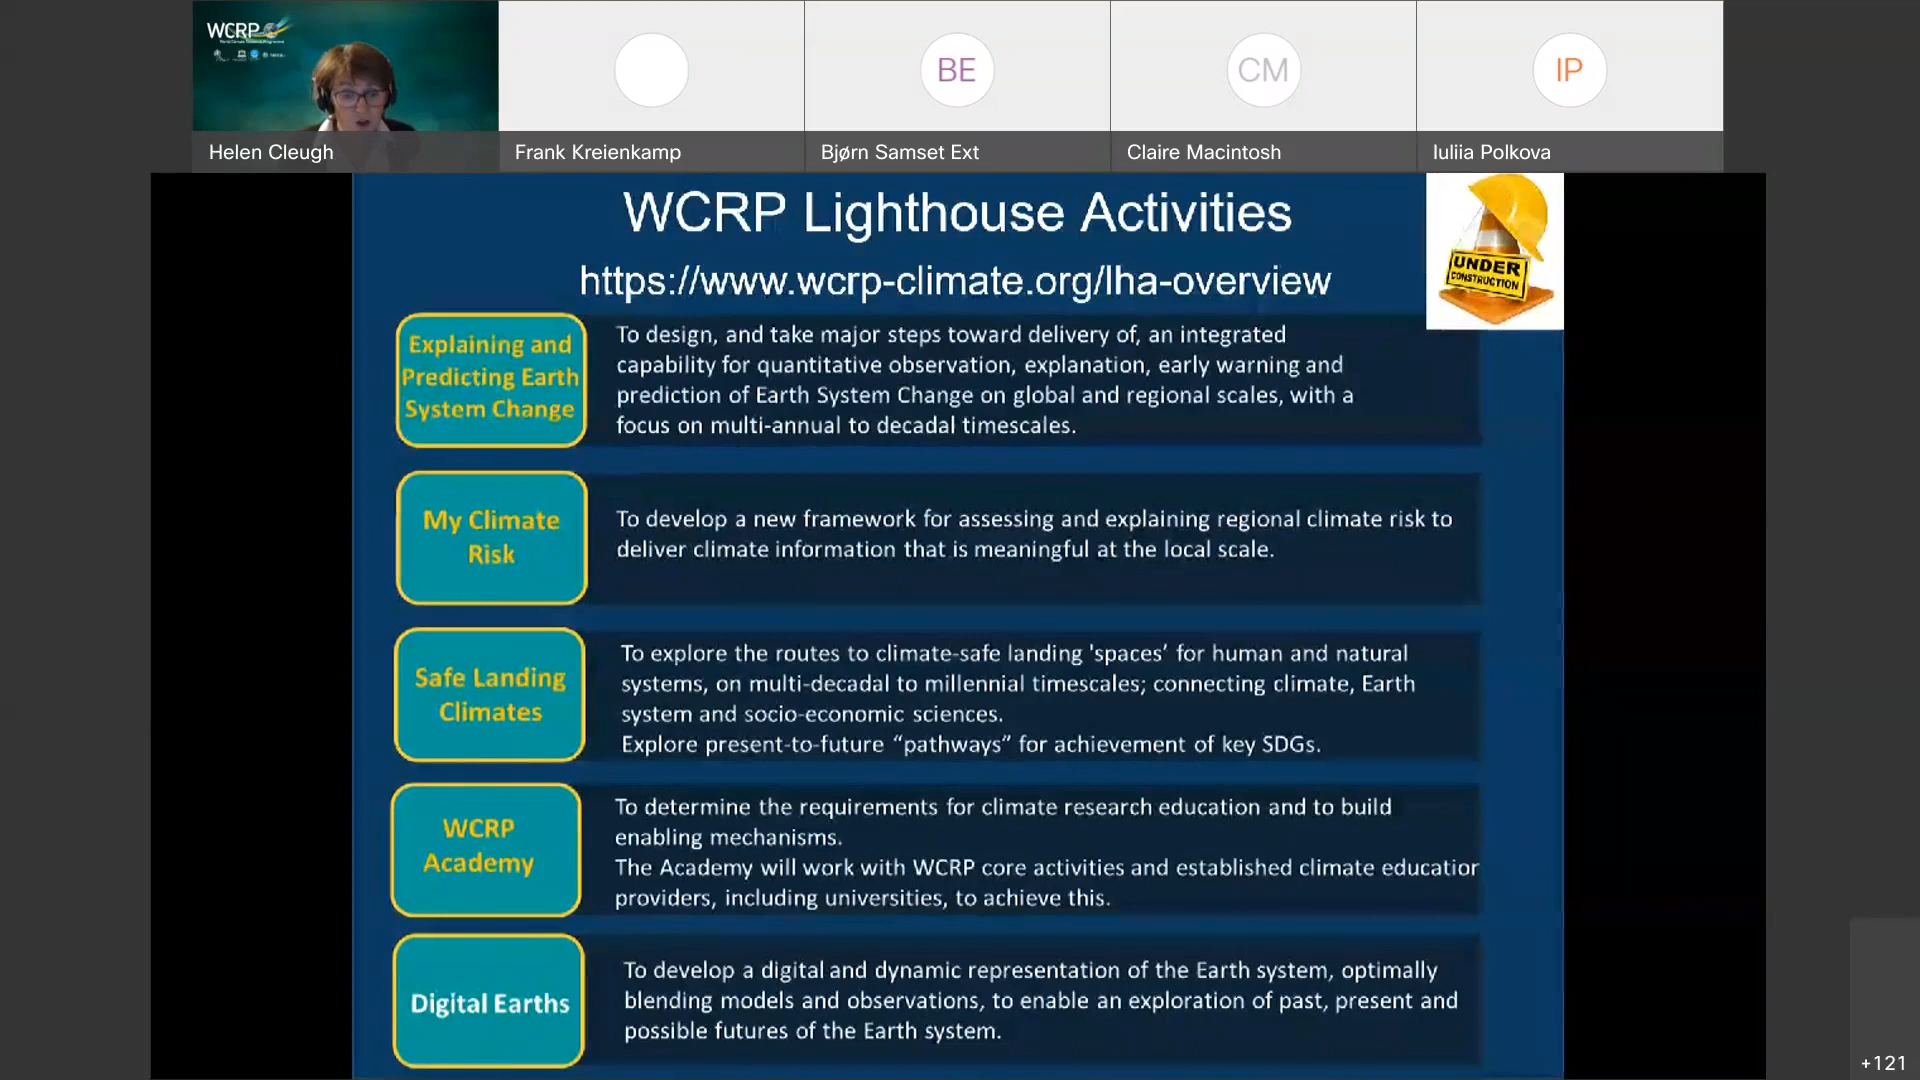 WCRP
Helen Cleugh
Frank Kreienkamp
BE
Bjørn Samset Ext
CM
Claire Macintosh
IP
Iuliia Polkova
WCRP Lighthouse Activities
https://www.wcrp-climate.org/lha-overview
UNDER
CONSTRUCTION
Explaining and
Predicting Earth
System Change
To design, and take major steps toward delivery of, an integrated
capability for quantitative observation, explanation, early warning and
prediction of Earth System Change on global and regional scales, with a
focus on multi-annual to decadal timescales.
My Climate
Risk
To develop a new framework for assessing and explaining regional climate risk to
deliver climate information that is meaningful at the local scale.
Safe Landing
Climates
To explore the routes to climate-safe landing 'spaces’ for human and natural
systems, on multi-decadal to millennial timescales; connecting climate, Earth
system and socio-economic sciences.
Explore present-to-future “pathways” for achievement of key SDGs.
WCRP
Academy
To determine the requirements for climate research education and to build
enabling mechanisms.
The Academy will work with WCRP core activities and established climate education
providers, including universities, to achieve this.
Digital Earths
To develop a digital and dynamic representation of the Earth system, optimally
blending models and observations, to enable an exploration of past, present and
possible futures of the Earth system.
+121